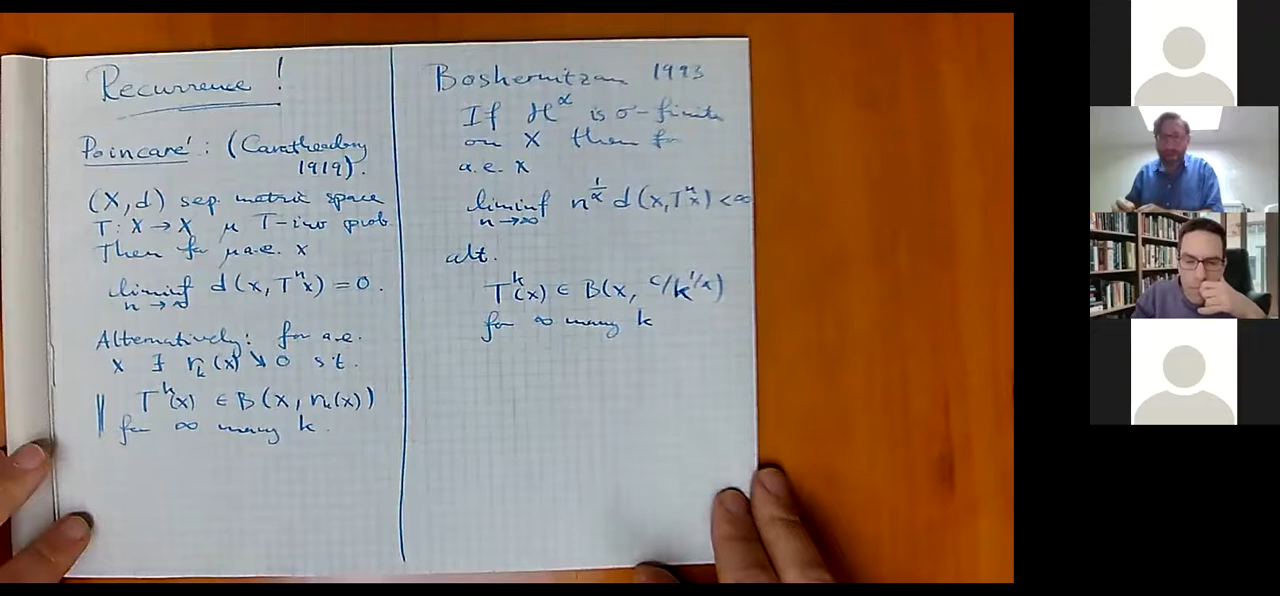 Recurrence !
Poincaré : (Caratheodory
1919).
(X, d) sep. metric space
T: X → X μ T-inv prob.
Then for μ a.e. x
liminf d(x, Tⁿx) = 0.
n → ∞
Alternatively: for a.e.
x ∃ rₖ(x) ↘ 0 s.t.
Tᵏ(x) ∈ B(x, rₖ(x))
for ∞ many k.
Boshernitzan 1993
If ℋ^α is σ-finite
on X then for
a.e. x
liminf n^{1/α} d(x, Tⁿx) < ∞
n → ∞
alt.
Tᵏ(x) ∈ B(x, c/k^{1/α})
for ∞ many k